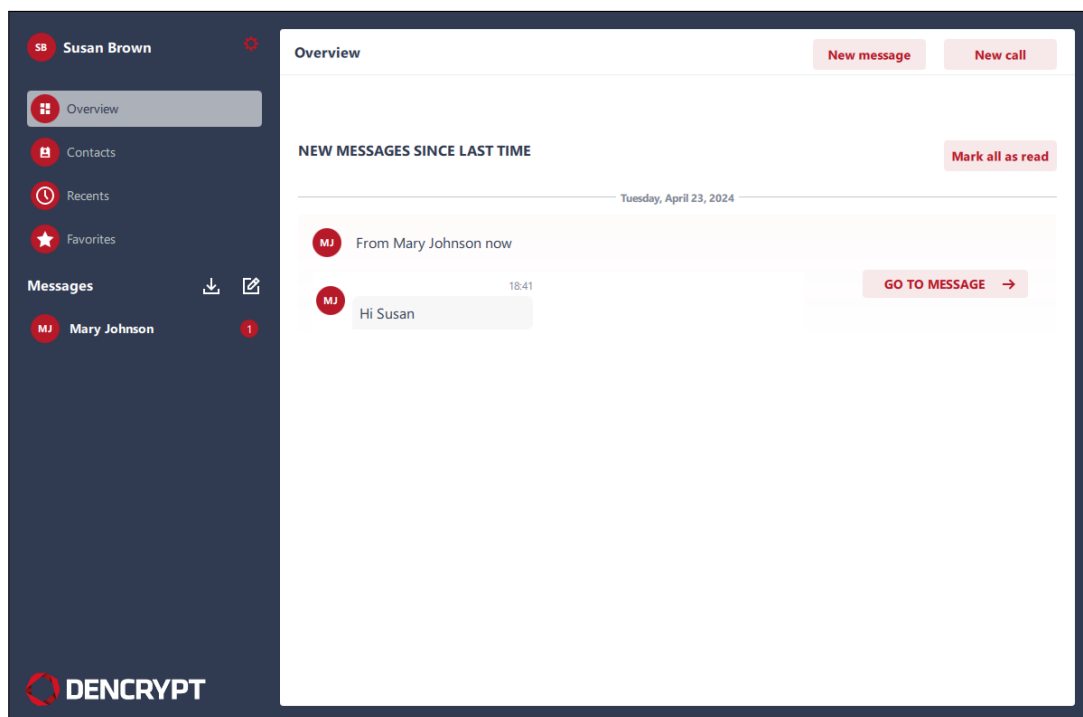 SB Susan Brown
Overview
Contacts
Recents
Favorites
Messages
MJ Mary Johnson 1
DENCRYPT
Overview
New message
New call
NEW MESSAGES SINCE LAST TIME
Mark all as read
Tuesday, April 23, 2024
MJ From Mary Johnson now
18:41
MJ Hi Susan
GO TO MESSAGE →